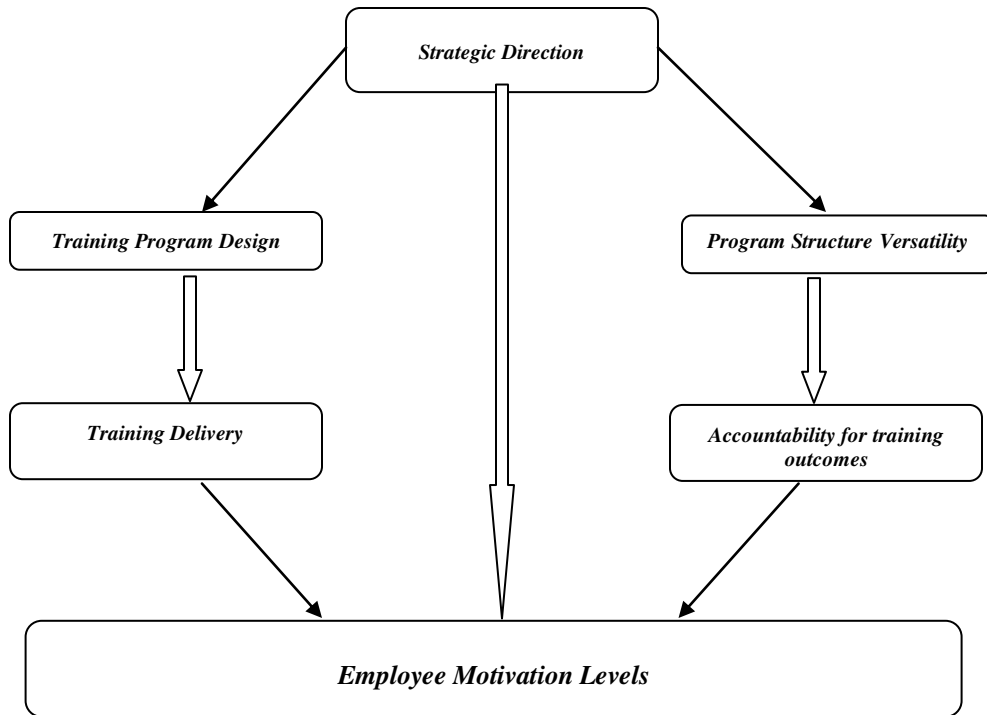 Strategic Direction
Training Program Design
Program Structure Versatility
Training Delivery
Accountability for training
outcomes
Employee Motivation Levels